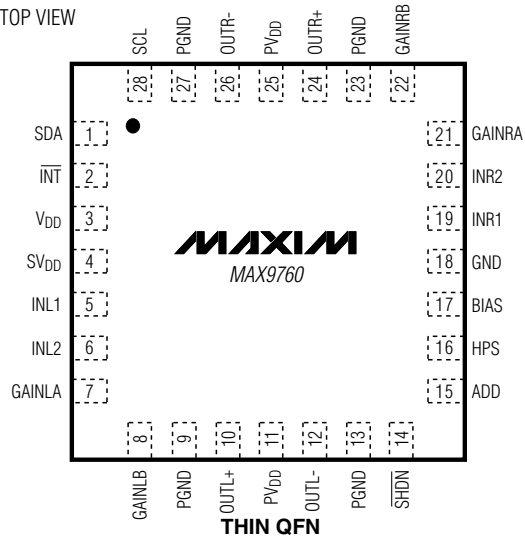 TOP VIEW
SCL
PGND
OUTR-
PVDD
OUTR+
PGND
GAINRB
28
27
26
25
24
23
22
SDA 1
INT 2
VDD 3
SVDD 4
INL1 5
INL2 6
GAINLA 7
MAXIM
MAX9760
21 GAINRA
20 INR2
19 INR1
18 GND
17 BIAS
16 HPS
15 ADD
8
9
10
11
12
13
14
GAINLB
PGND
OUTL+
PVDD
OUTL-
PGND
SHDN
THIN QFN